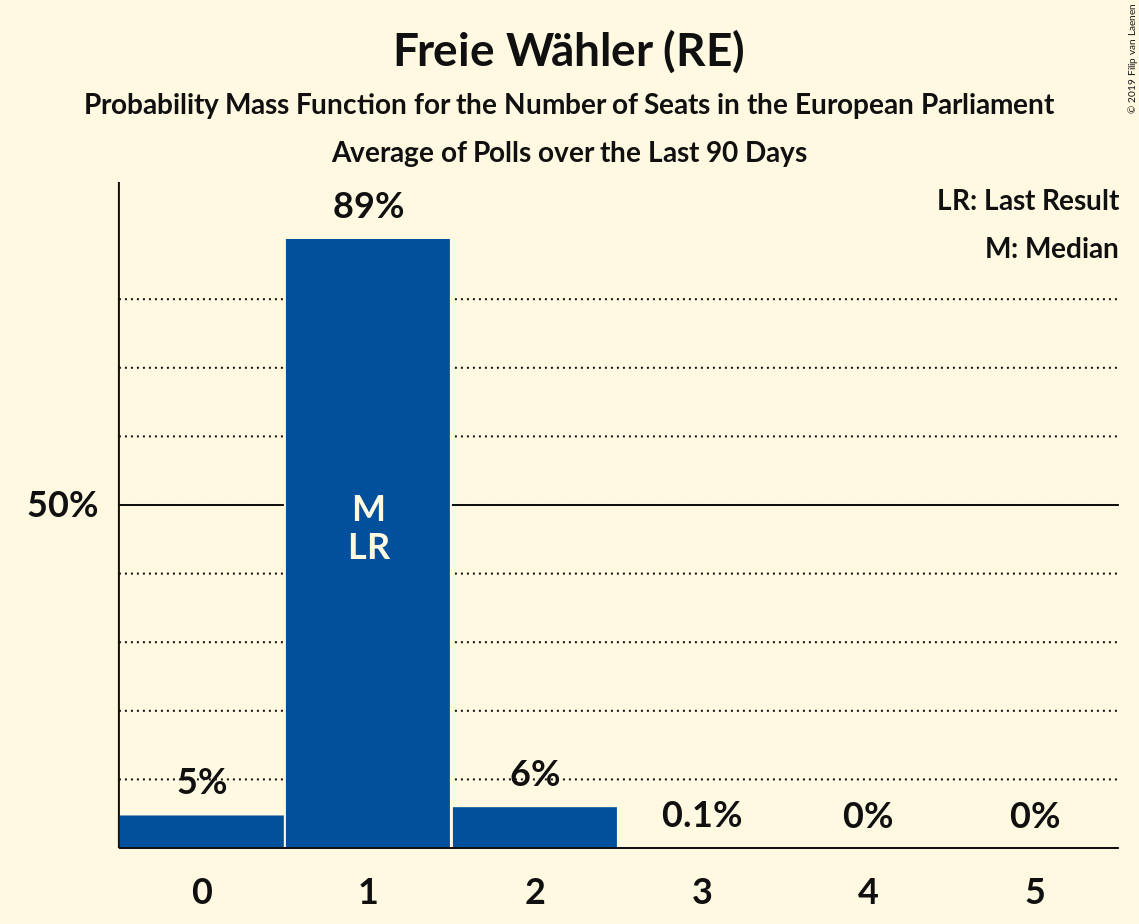 Freie Wähler (RE)
Probability Mass Function for the Number of Seats in the European Parliament
Average of Polls over the Last 90 Days
© 2019 Filip van Laenen
LR: Last Result
M: Median
89%
50%
M
LR
5%
6%
0.1%
0%
0%
0 1 2 3 4 5